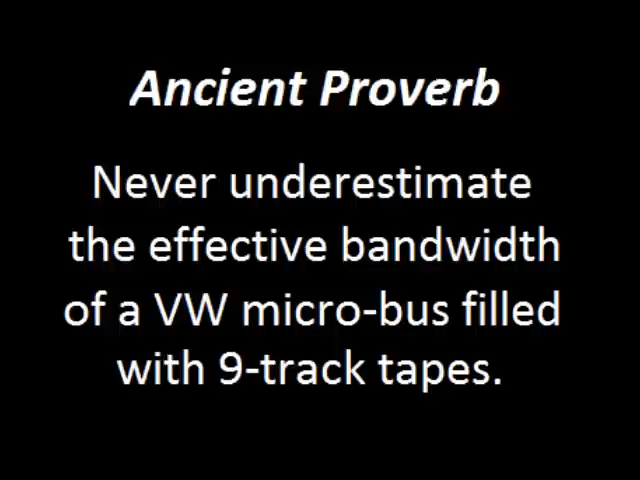 Ancient Proverb
Never underestimate
the effective bandwidth
of a VW micro-bus filled
with 9-track tapes.